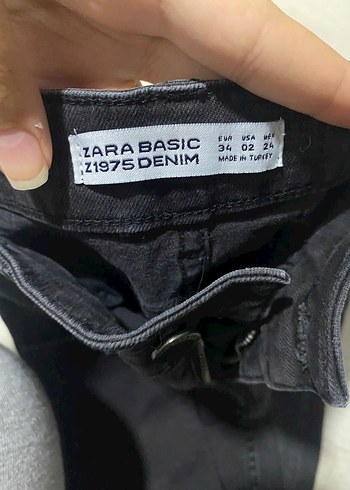 ZARA BASIC
Z1975 DENIM
EUR USA MEX
34 02 24
MADE IN TURKEY